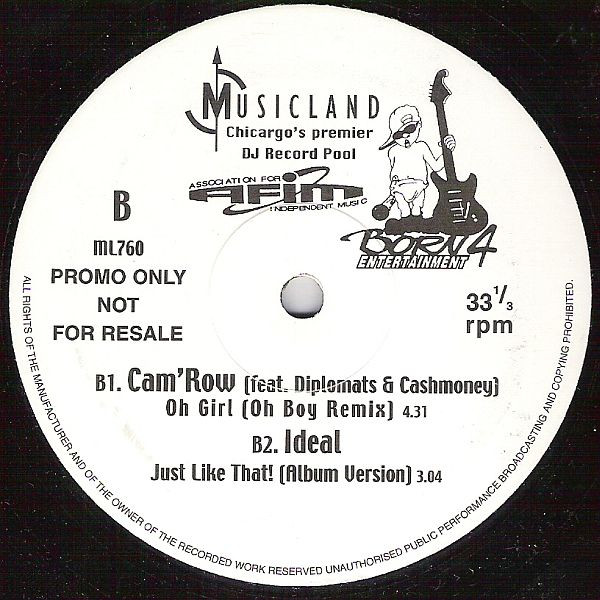 MUSICLAND
Chicargo's premier
DJ Record Pool
ASSOCIATION FOR
AFIM
INDEPENDENT MUSIC
BORN 4
ENTERTAINMENT
B
ML760
PROMO ONLY
NOT
FOR RESALE
33 1/3
rpm
B1. Cam'Row (feat. Diplomats & Cashmoney)
Oh Girl (Oh Boy Remix) 4.31
B2. Ideal
Just Like That! (Album Version) 3.04
ALL RIGHTS OF THE MANUFACTURER AND OF THE OWNER OF THE RECORDED WORK RESERVED UNAUTHORISED PUBLIC PERFORMANCE BROADCASTING AND COPYING PROHIBITED.